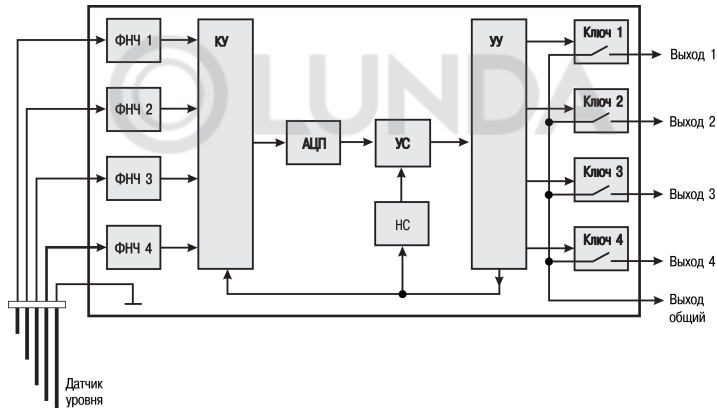 ФНЧ 1
КУ
УУ
Ключ 1
Выход 1
LUNDA
ФНЧ 2
Ключ 2
Выход 2
АЦП
УС
ФНЧ 3
Ключ 3
Выход 3
НС
ФНЧ 4
Ключ 4
Выход 4
Выход
общий
Датчик
уровня